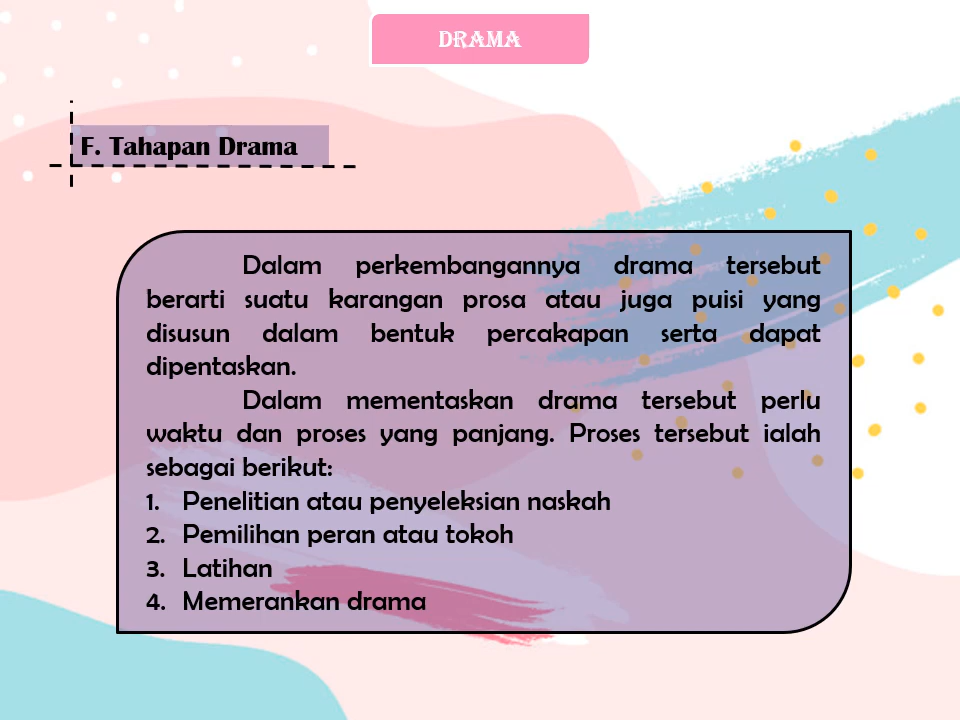 DRAMA
F. Tahapan Drama
Dalam perkembangannya drama tersebut
berarti suatu karangan prosa atau juga puisi yang
disusun dalam bentuk percakapan serta dapat
dipentaskan.
Dalam mementaskan drama tersebut perlu
waktu dan proses yang panjang. Proses tersebut ialah
sebagai berikut:
1. Penelitian atau penyeleksian naskah
2. Pemilihan peran atau tokoh
3. Latihan
4. Memerankan drama